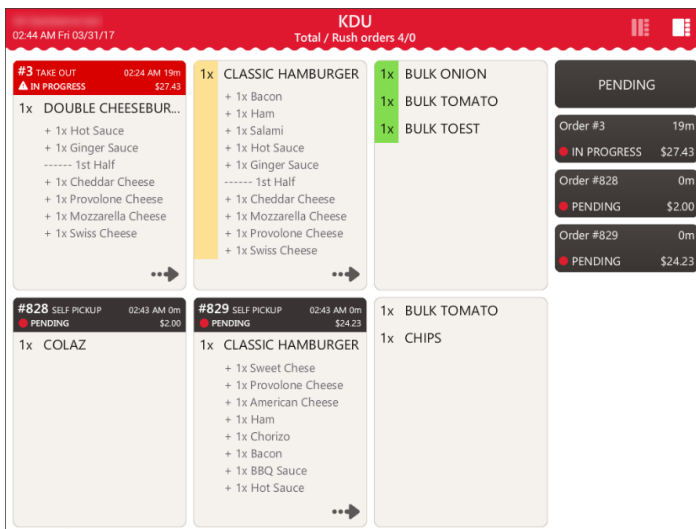 KDU
02:44 AM Fri 03/31/17
Total / Rush orders 4/0
#3 TAKE OUT 02:24 AM 19m
IN PROGRESS $27.43
1x DOUBLE CHEESEBUR...
+ 1x Hot Sauce
+ 1x Ginger Sauce
------ 1st Half
+ 1x Cheddar Cheese
+ 1x Provolone Cheese
+ 1x Mozzarella Cheese
+ 1x Swiss Cheese
1x CLASSIC HAMBURGER
+ 1x Bacon
+ 1x Ham
+ 1x Salami
+ 1x Hot Sauce
+ 1x Ginger Sauce
------ 1st Half
+ 1x Cheddar Cheese
+ 1x Mozzarella Cheese
+ 1x Provolone Cheese
+ 1x Swiss Cheese
1x BULK ONION
1x BULK TOMATO
1x BULK TOEST
PENDING
Order #3 19m
IN PROGRESS $27.43
Order #828 0m
PENDING $2.00
Order #829 0m
PENDING $24.23
#828 SELF PICKUP 02:43 AM 0m
PENDING $2.00
1x COLAZ
#829 SELF PICKUP 02:43 AM 0m
PENDING $24.23
1x CLASSIC HAMBURGER
+ 1x Sweet Chese
+ 1x Provolone Cheese
+ 1x American Cheese
+ 1x Ham
+ 1x Chorizo
+ 1x Bacon
+ 1x BBQ Sauce
+ 1x Hot Sauce
1x BULK TOMATO
1x CHIPS